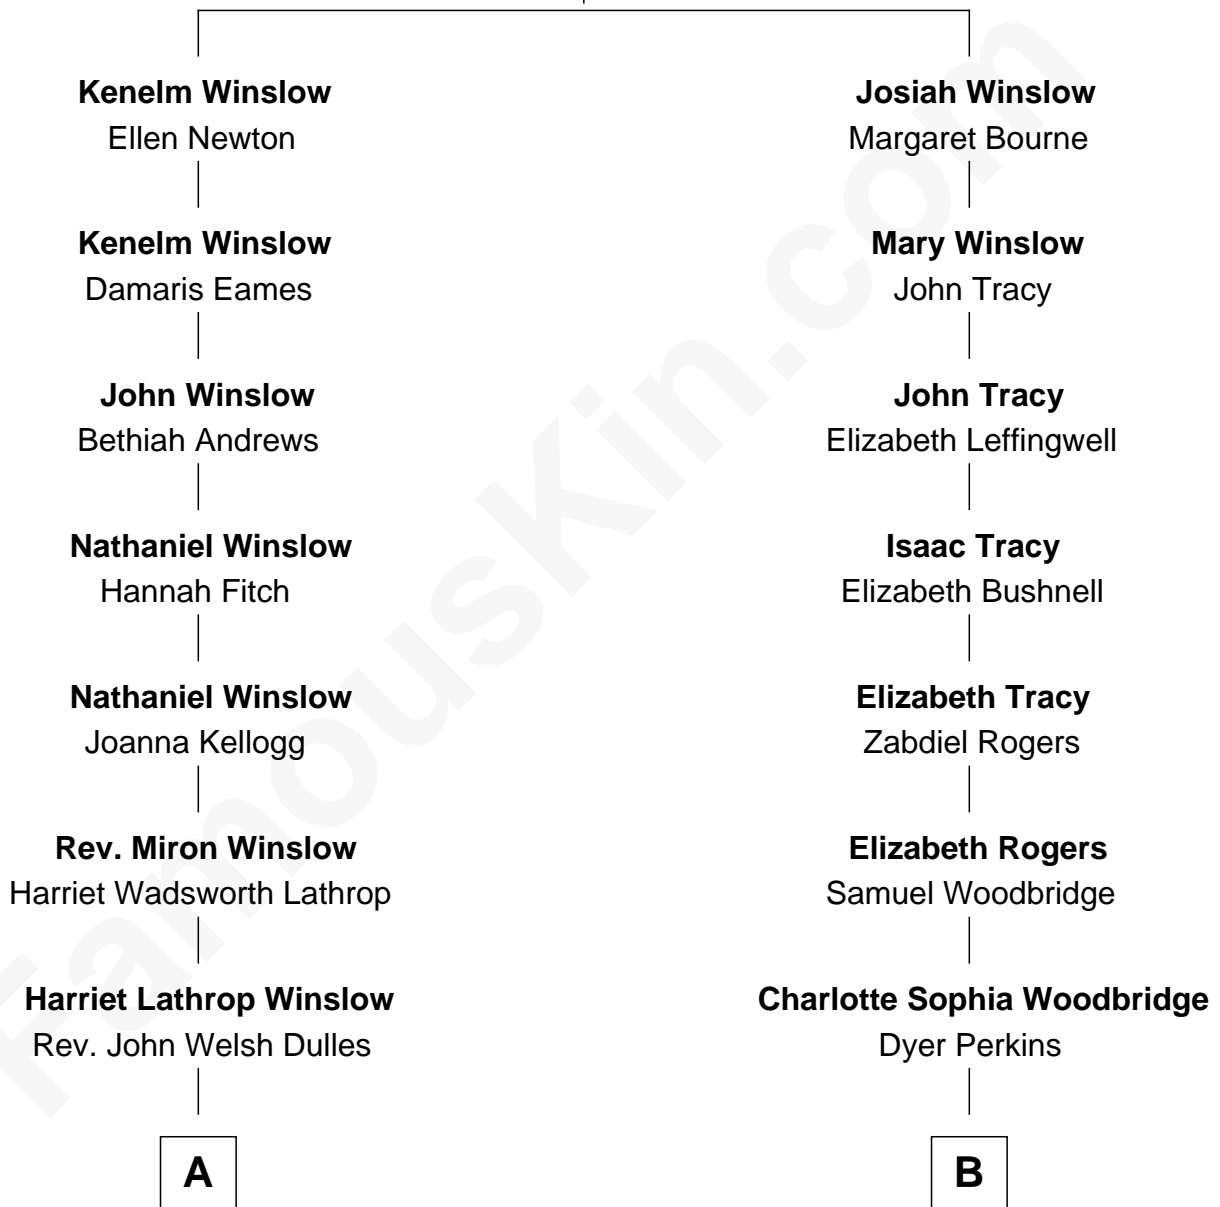 Kenelm Winslow
Ellen Newton
Kenelm Winslow
Damaris Eames
John Winslow
Bethiah Andrews
Nathaniel Winslow
Hannah Fitch
Nathaniel Winslow
Joanna Kellogg
Rev. Miron Winslow
Harriet Wadsworth Lathrop
Harriet Lathrop Winslow
Rev. John Welsh Dulles
A
Josiah Winslow
Margaret Bourne
Mary Winslow
John Tracy
John Tracy
Elizabeth Leffingwell
Isaac Tracy
Elizabeth Bushnell
Elizabeth Tracy
Zabdiel Rogers
Elizabeth Rogers
Samuel Woodbridge
Charlotte Sophia Woodbridge
Dyer Perkins
B
FamousKin.com